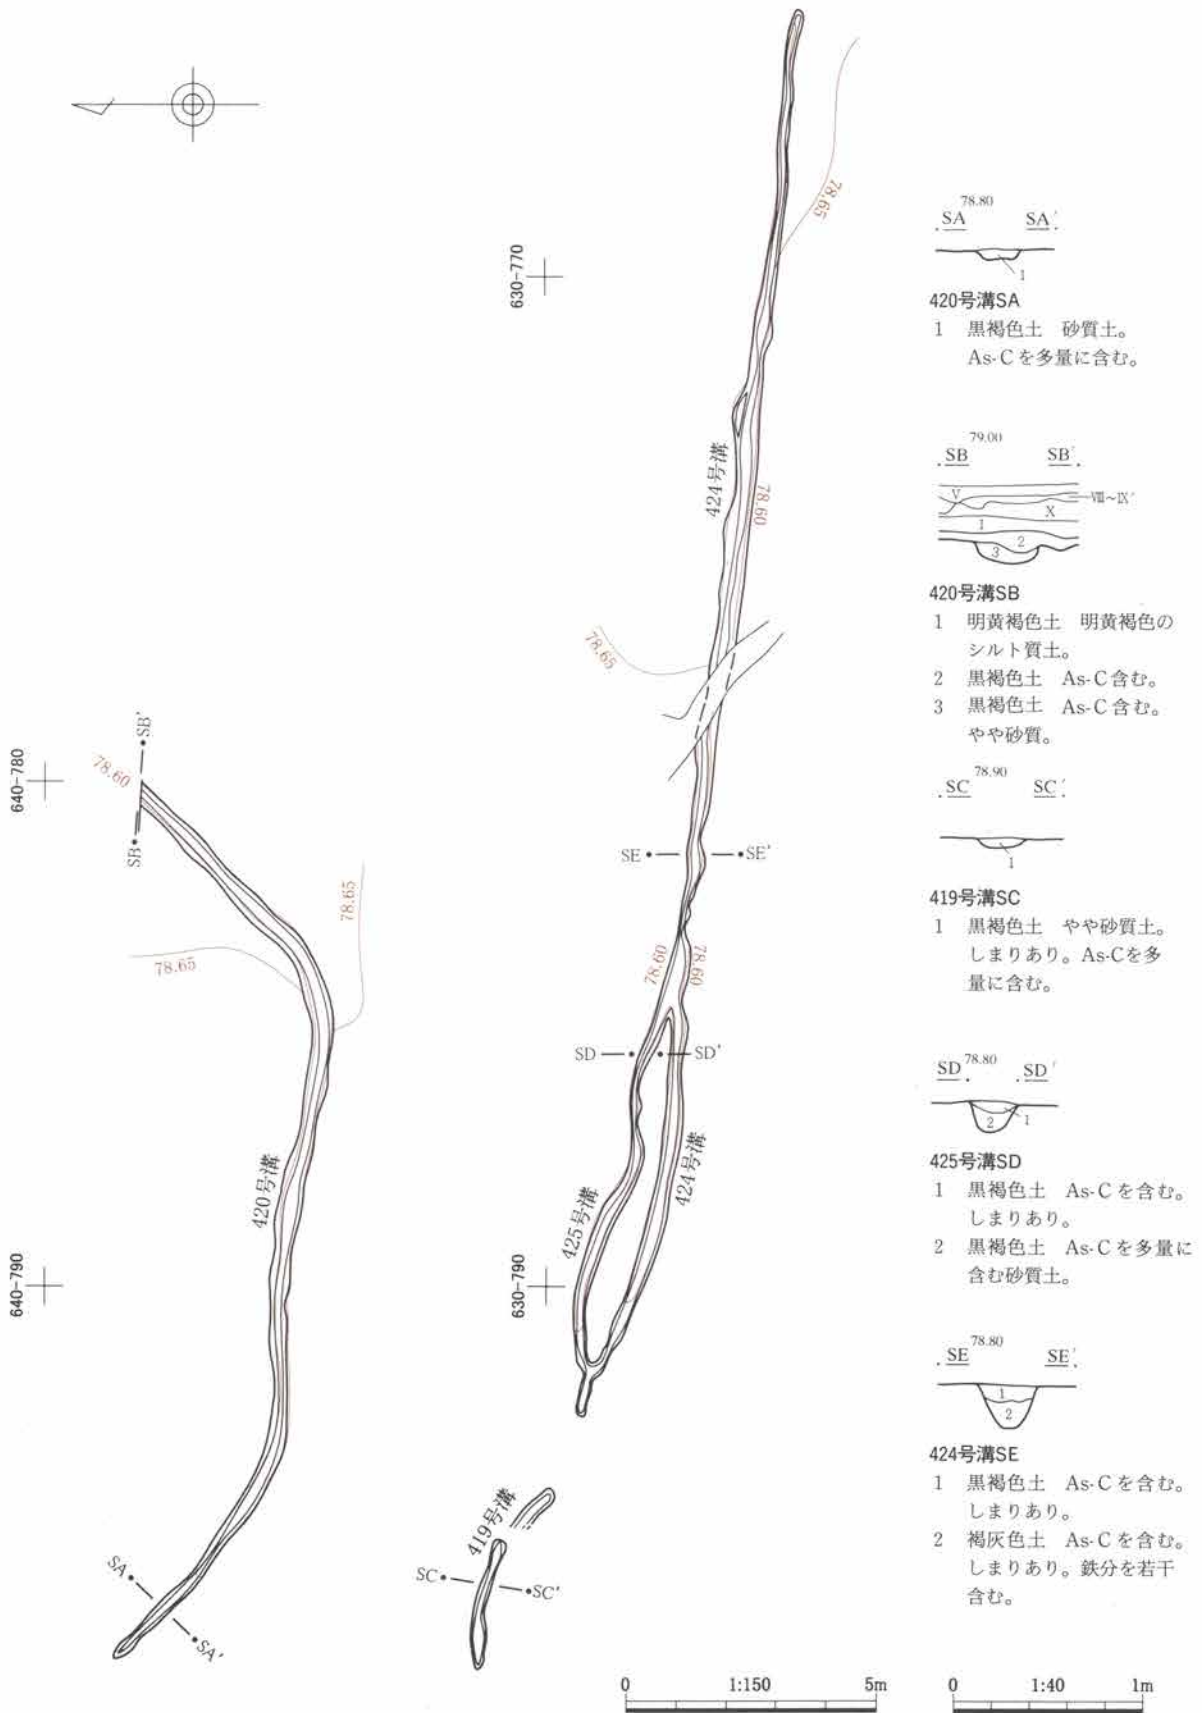 78.65
630-770
424号溝
78.60
78.65
SB'
78.60
640-780
SB
SE
SE'
78.65
78.65
78.60
78.60
SD
SD'
420号溝
425号溝
424号溝
640-790
630-790
419号溝
SA
SA'
SC
SC'
0 1:150 5m
0 1:40 1m
78.80
SA SA'
1
420号溝SA
1 黒褐色土 砂質土。
As-Cを多量に含む。
79.00
SB SB'
V
Ⅷ～Ⅸ'
X
1
2
3
420号溝SB
1 明黄褐色土 明黄褐色の
シルト質土。
2 黒褐色土 As-C含む。
3 黒褐色土 As-C含む。
やや砂質。
78.90
SC SC'
1
419号溝SC
1 黒褐色土 やや砂質土。
しまりあり。As-Cを多
量に含む。
78.80
SD SD'
1
2
425号溝SD
1 黒褐色土 As-Cを含む。
しまりあり。
2 黒褐色土 As-Cを多量に
含む砂質土。
78.80
SE SE'
1
2
424号溝SE
1 黒褐色土 As-Cを含む。
しまりあり。
2 褐灰色土 As-Cを含む。
しまりあり。鉄分を若干
含む。